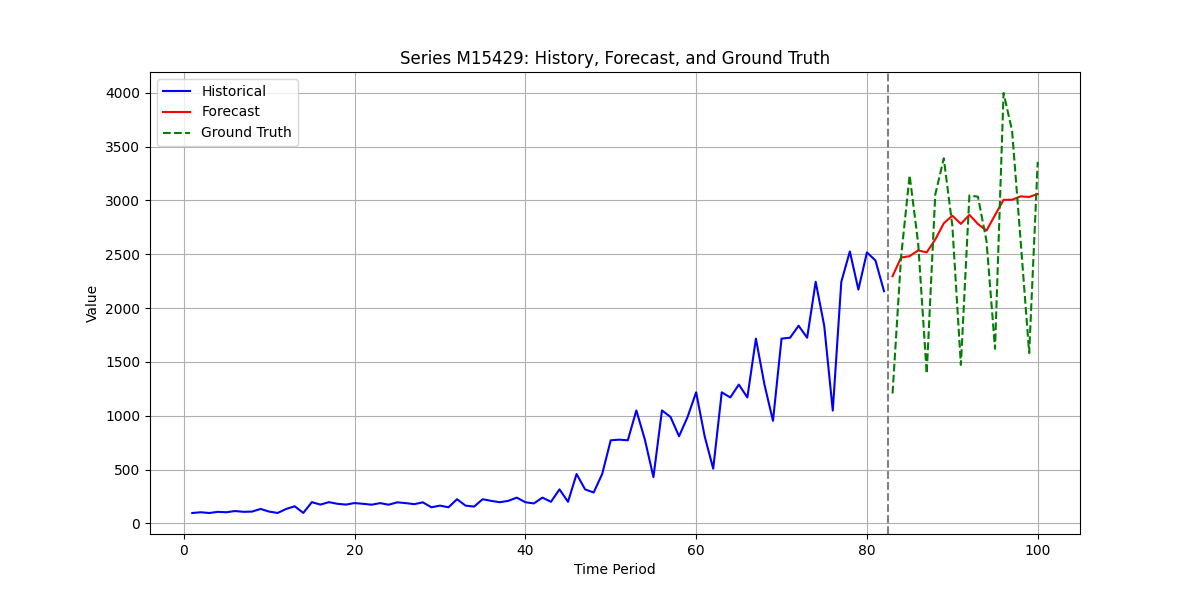 Series M15429: History, Forecast, and Ground Truth
Historical
Forecast
Ground Truth
4000
3500
3000
2500
2000
1500
1000
500
0
Value
0 20 40 60 80 100
Time Period